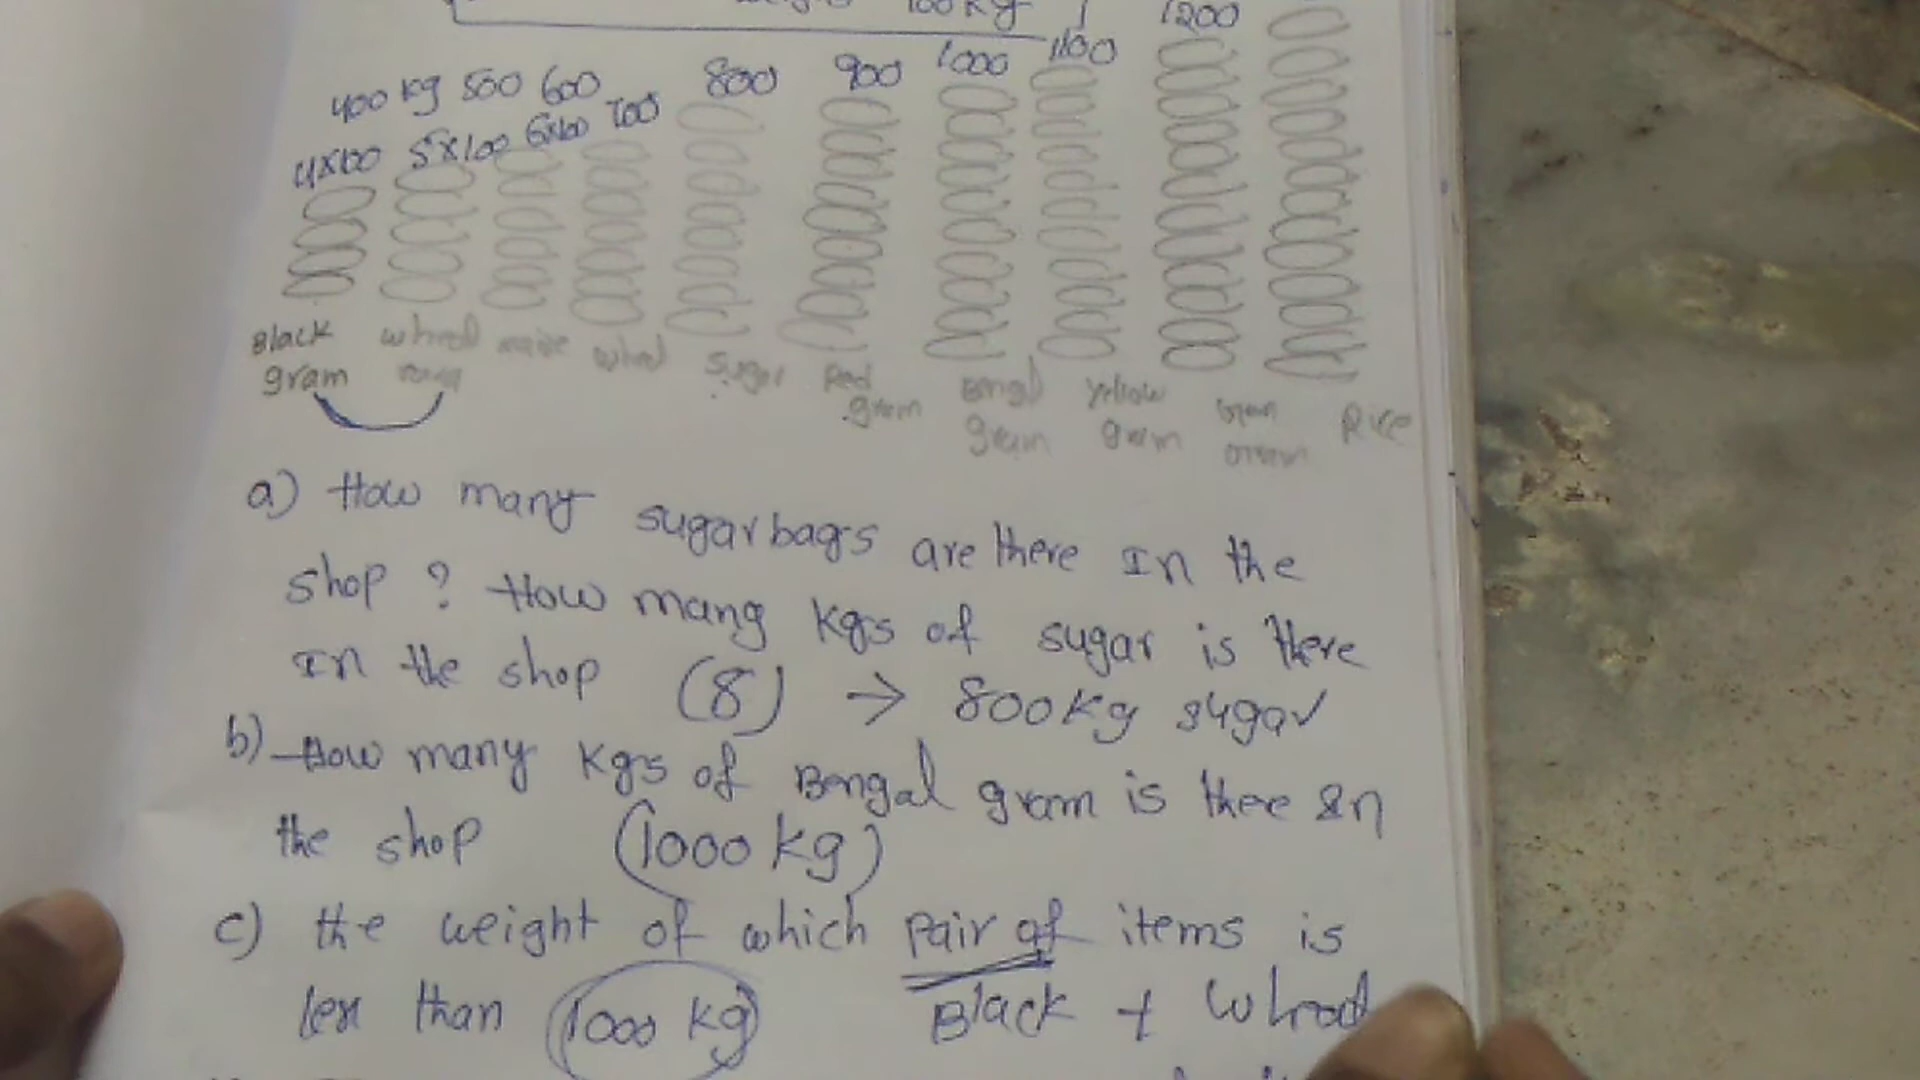 100 kg
1200
400 kg 500 600 700 800 900 1000 1100
4x100 5x100 6x100
Black gram
maize
Sugar
Red gram
Bengal gram
Yellow gram
Rice
a) How many sugar bags are there In the
shop ? How many kgs of sugar is there
In the shop (8) → 800 kg sugar
b) How many kgs of Bengal gram is there In
the shop (1000 kg)
c) the weight of which pair of items is
less than 1000 kg Black +